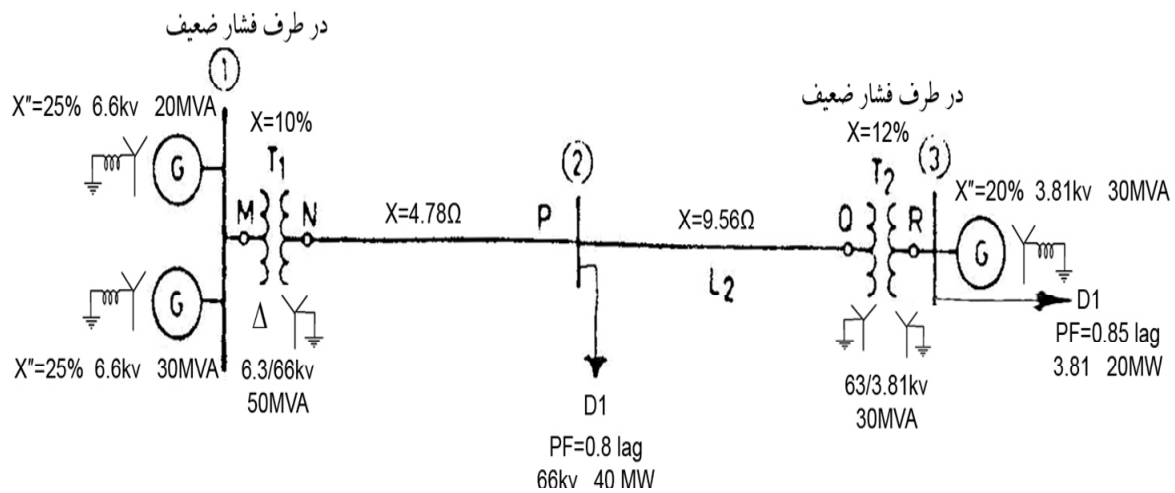 در طرف فشار ضعیف
①
X"=25% 6.6kv 20MVA
G
X=10%
T₁
M
N
X=4.78Ω
P
②
X=9.56Ω
L₂
در طرف فشار ضعیف
X=12%
T₂
③
Q
R
X"=20% 3.81kv 30MVA
G
G
X"=25% 6.6kv 30MVA
Δ
6.3/66kv
50MVA
D1
PF=0.8 lag
66kv 40 MW
63/3.81kv
30MVA
D1
PF=0.85 lag
3.81 20MW